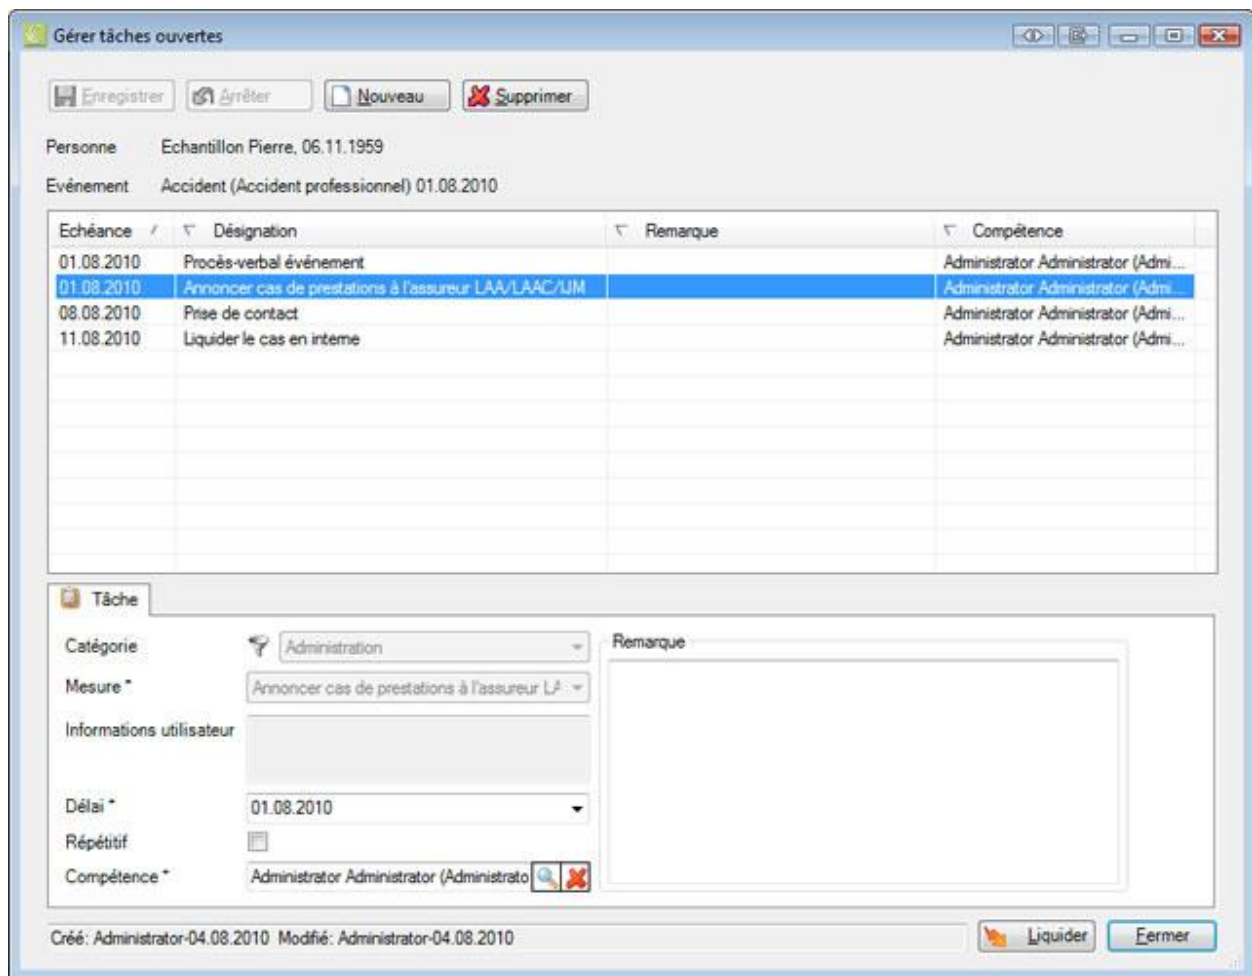 Gérer tâches ouvertes
Enregistrer Arrêter Nouveau Supprimer
Personne Echantillon Pierre, 06.11.1959
Evénement Accident (Accident professionnel) 01.08.2010
Echéance Désignation Remarque Compétence
01.08.2010 Procès-verbal événement Administrator Administrator (Admi...
01.08.2010 Annoncer cas de prestations à l'assureur LAA/LAAC/IJM Administrator Administrator (Admi...
08.08.2010 Prise de contact Administrator Administrator (Admi...
11.08.2010 Liquider le cas en interne Administrator Administrator (Admi...
Tâche
Catégorie Administration Remarque
Mesure * Annoncer cas de prestations à l'assureur LA
Informations utilisateur
Délai * 01.08.2010
Répétitif
Compétence * Administrator Administrator (Administrato
Créé: Administrator-04.08.2010 Modifié: Administrator-04.08.2010 Liquider Fermer